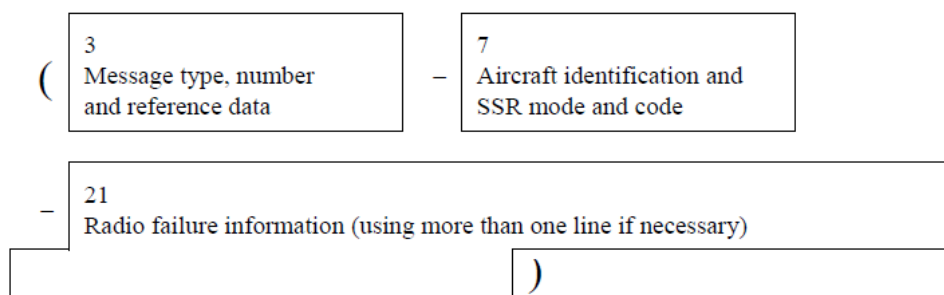 3
7
( Message type, number – Aircraft identification and
and reference data SSR mode and code
21
–
Radio failure information (using more than one line if necessary)
)